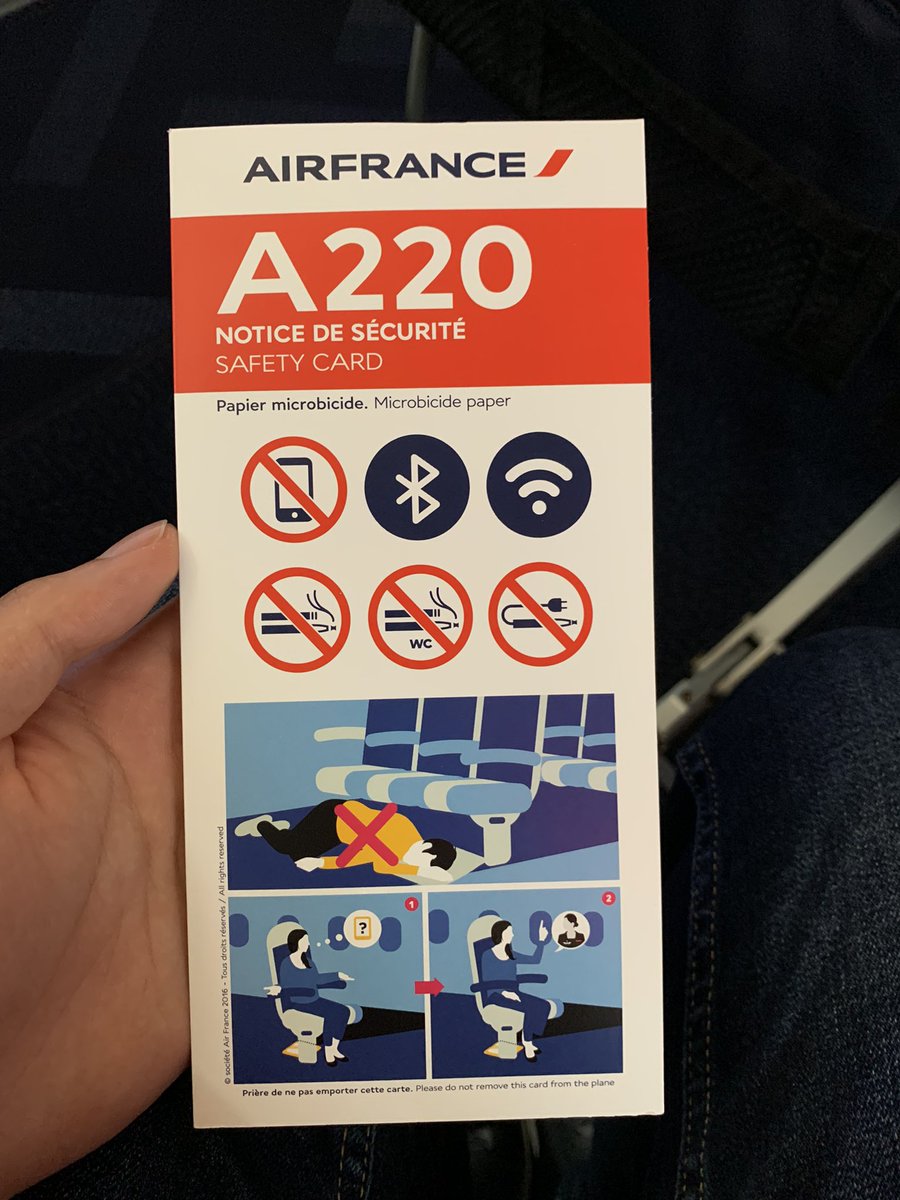 AIRFRANCE
A220
NOTICE DE SÉCURITÉ
SAFETY CARD
Papier microbicide. Microbicide paper
WC
1
?
2
© société Air France 2016 - Tous droits réservés / All rights reserved
Prière de ne pas emporter cette carte. Please do not remove this card from the plane